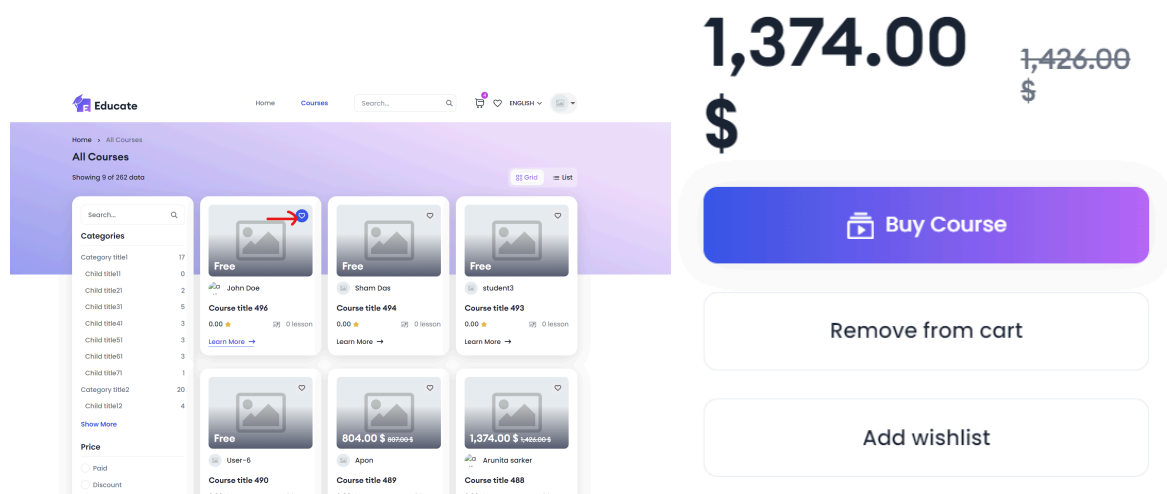 Educate
Home Courses Search... 4 ENGLISH
Home › All Courses
All Courses
Showing 9 of 262 data
Grid List
Search...
Categories
Category title1 17
Child title11 0
Child title21 2
Child title31 5
Child title41 3
Child title51 3
Child title61 3
Child title71 1
Category title2 20
Child title12 4
Show More
Price
Paid
Discount
Free
John Doe
Course title 496
0.00 0 lesson
Learn More →
Free
Sham Das
Course title 494
0.00 0 lesson
Learn More →
Free
student3
Course title 493
0.00 0 lesson
Learn More →
Free
User-6
Course title 490
804.00 $ 807.00 $
Apon
Course title 489
1,374.00 $ 1,426.00 $
Arunita sarker
Course title 488
1,374.00
$
1,426.00
$
Buy Course
Remove from cart
Add wishlist